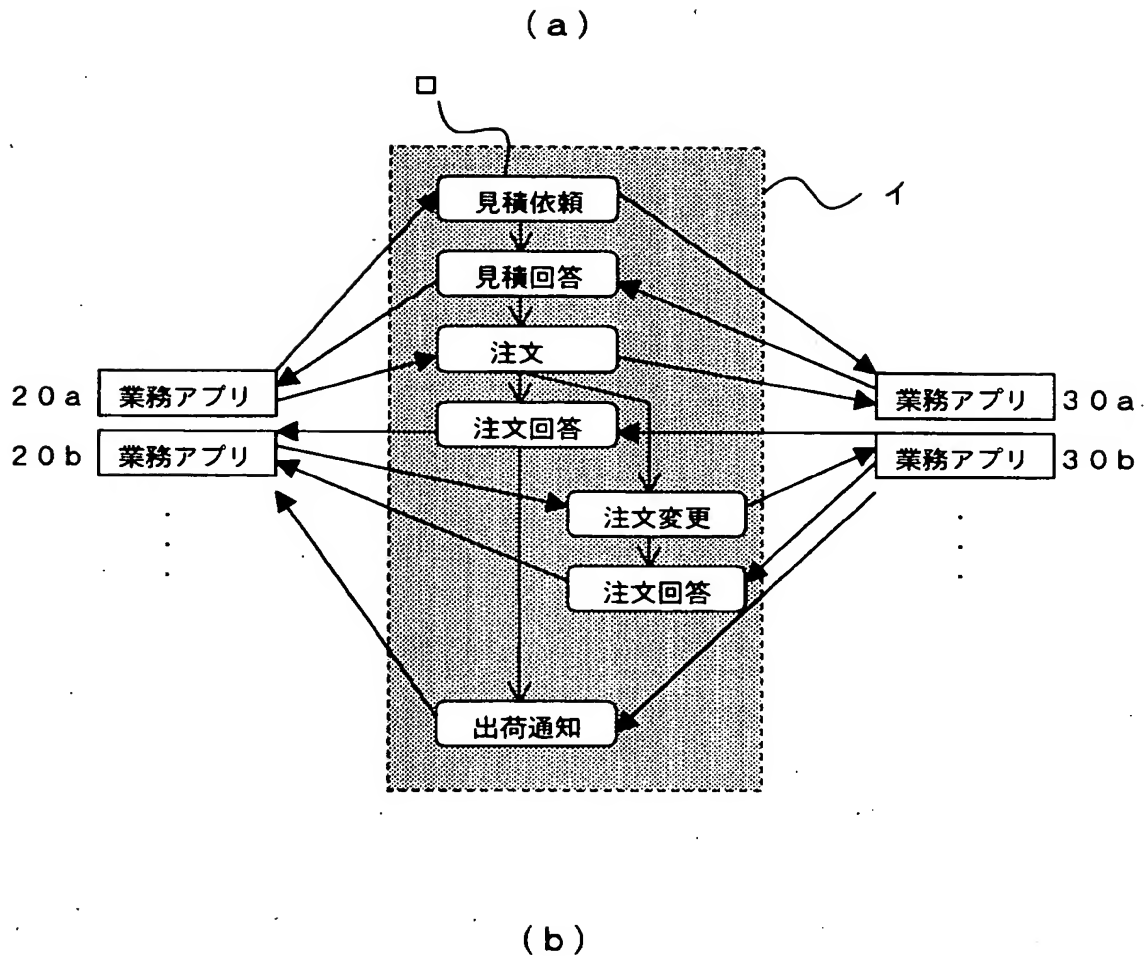 (a)
ロ
見積依頼
イ
見積回答
注文
20a 業務アプリ
業務アプリ 30a
注文回答
20b 業務アプリ
業務アプリ 30b
注文変更
注文回答
出荷通知
(b)